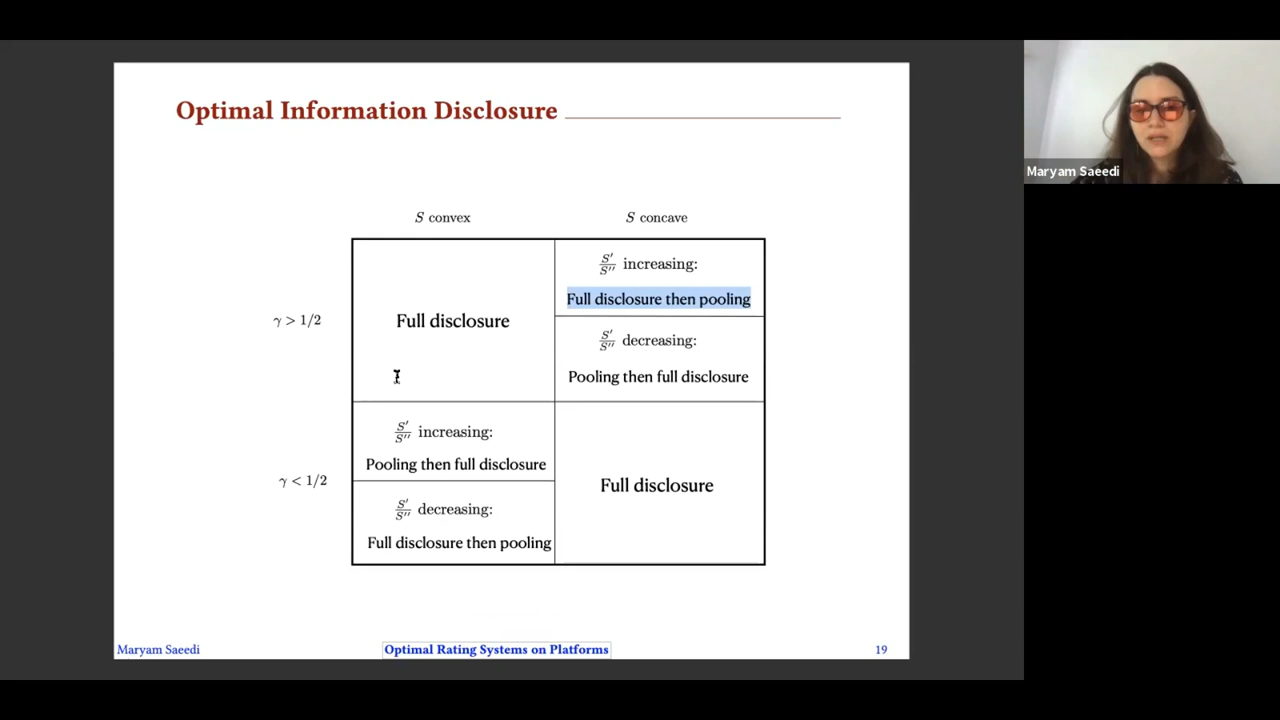 Optimal Information Disclosure
Maryam Saeedi
S convex
S concave
γ > 1/2
Full disclosure
S′/S″ increasing:
Full disclosure then pooling
S′/S″ decreasing:
Pooling then full disclosure
γ < 1/2
S′/S″ increasing:
Pooling then full disclosure
S′/S″ decreasing:
Full disclosure then pooling
Full disclosure
Maryam Saeedi
Optimal Rating Systems on Platforms
19